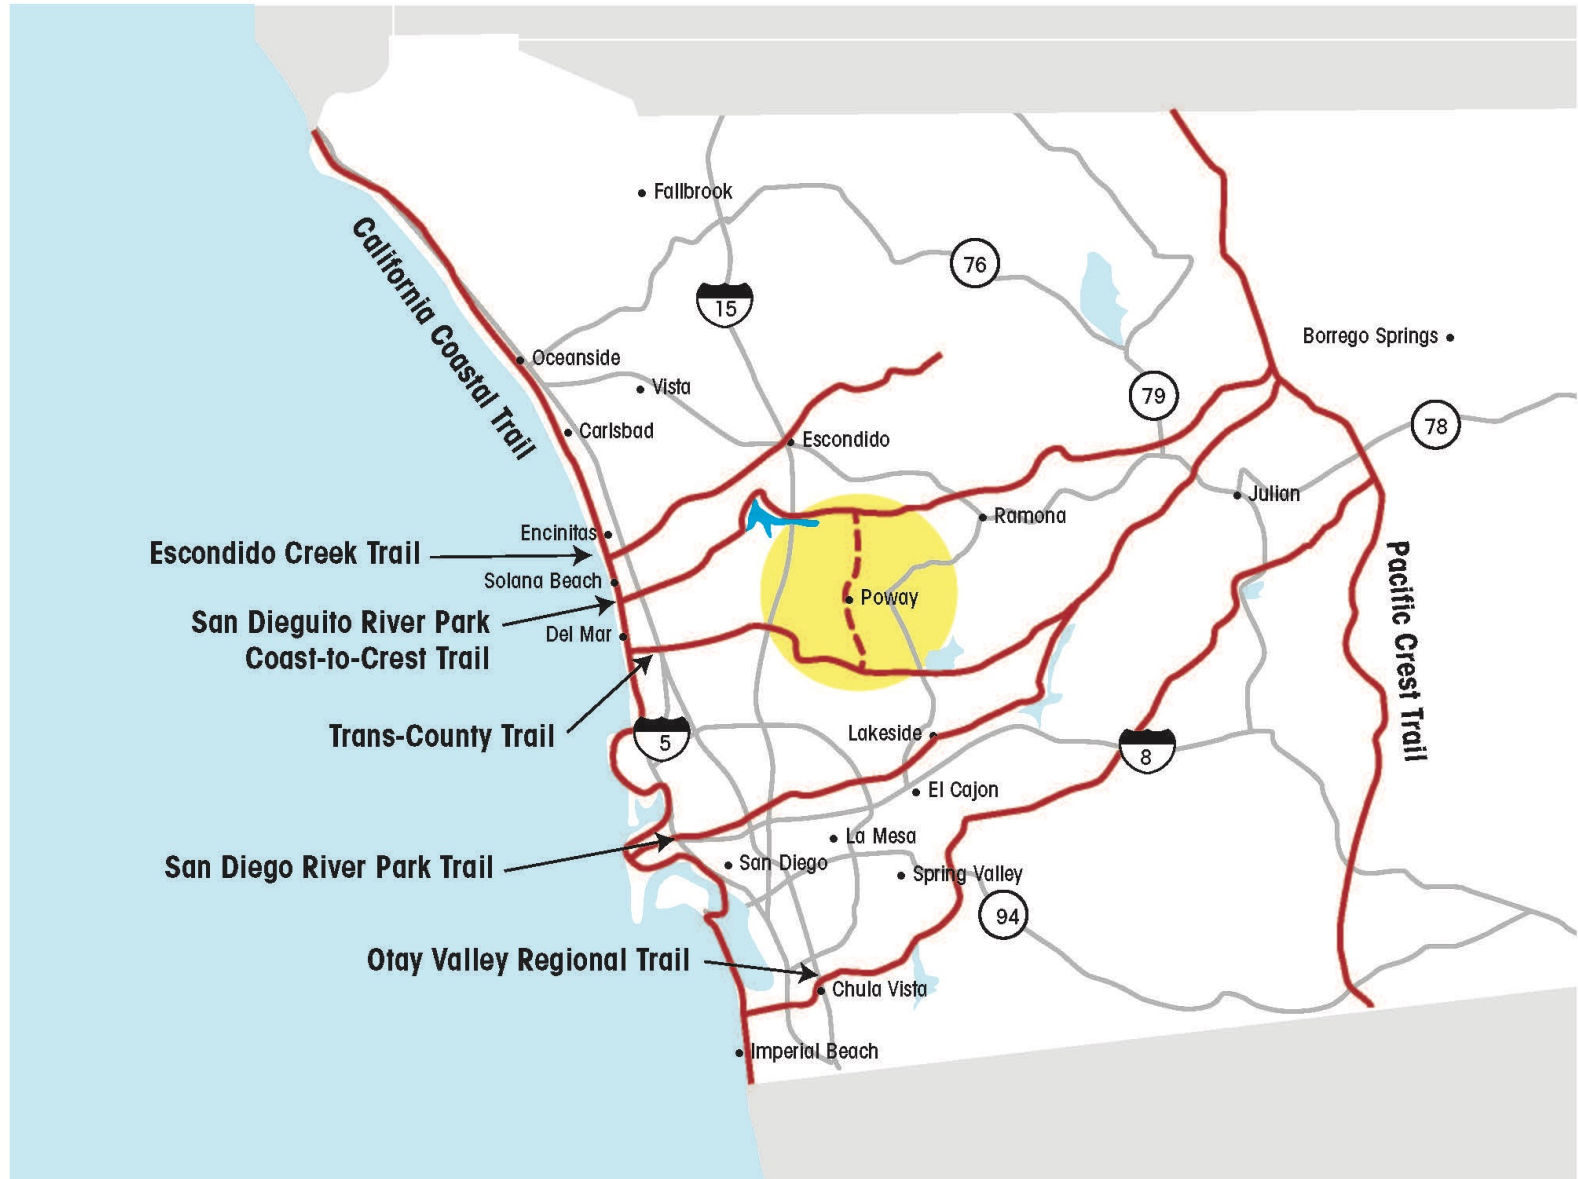 Fallbrook
76
15
California Coastal Trail
Borrego Springs
Oceanside
Vista
79
78
Carlsbad
Escondido
Julian
Ramona
Encinitas
Escondido Creek Trail
Solana Beach
Poway
San Dieguito River Park
Coast-to-Crest Trail
Del Mar
Pacific Crest Trail
Trans-County Trail
5
Lakeside
8
El Cajon
La Mesa
San Diego River Park Trail
San Diego
Spring Valley
94
Otay Valley Regional Trail
Chula Vista
Imperial Beach